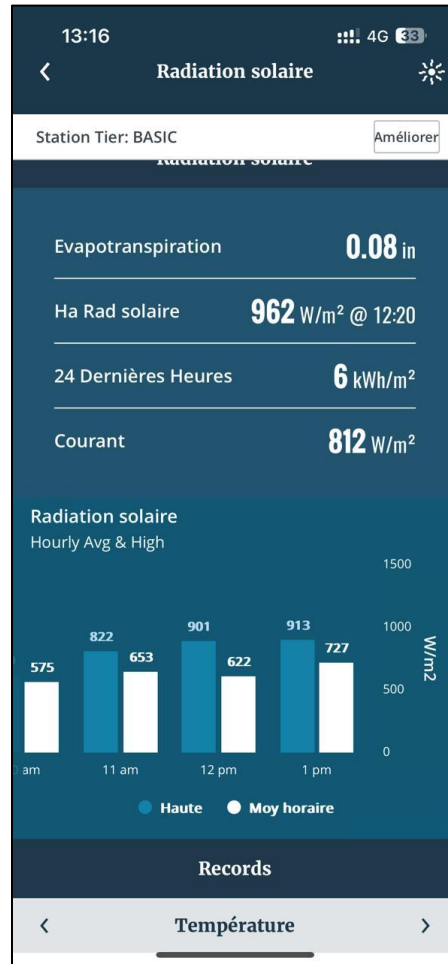 13:16 4G 33
Radiation solaire
Station Tier: BASIC Améliorer
Radiation solaire
Evapotranspiration 0.08 in
Ha Rad solaire 962 W/m² @ 12:20
24 Dernières Heures 6 kWh/m²
Courant 812 W/m²
Radiation solaire
Hourly Avg & High
1500
1000
500
0
W/m2
575 822 653 901 622 913 727
am 11 am 12 pm 1 pm
Haute Moy horaire
Records
Température